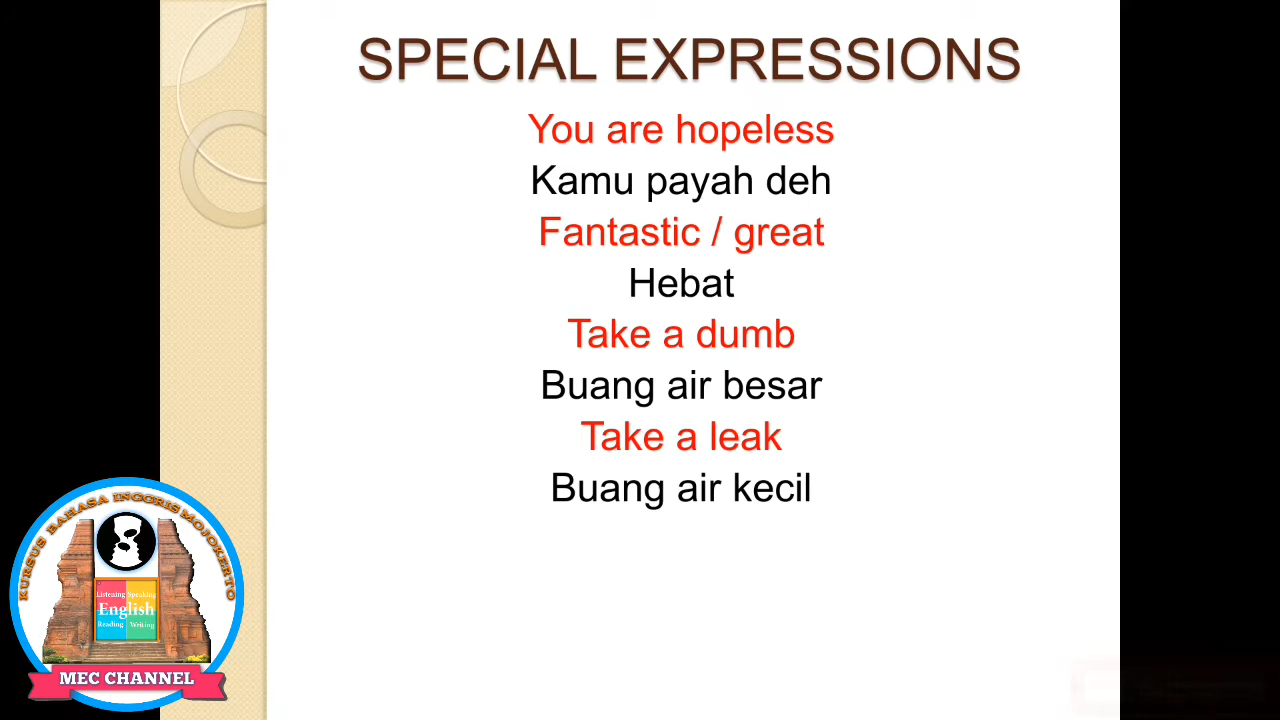 SPECIAL EXPRESSIONS
You are hopeless
Kamu payah deh
Fantastic / great
Hebat
Take a dumb
Buang air besar
Take a leak
Buang air kecil
KURSUS BAHASA INGGRIS MOJOKERTO
Listening Speaking
English
Reading Writing
MEC CHANNEL